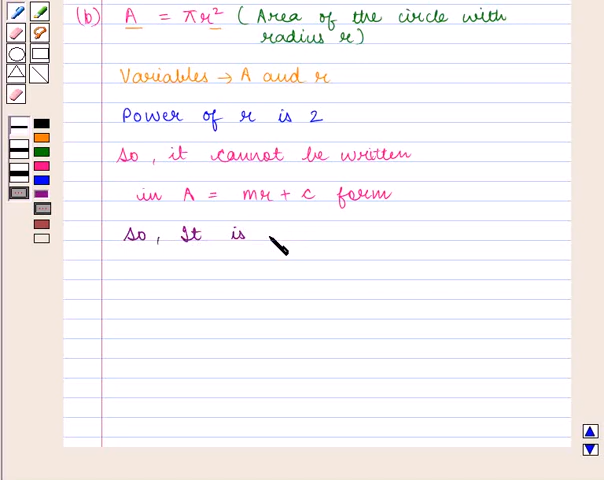 (b) A = πr² (Area of the circle with
radius r)
Variables → A and r
Power of r is 2
So, it cannot be written
in A = mr + c form
So, It is